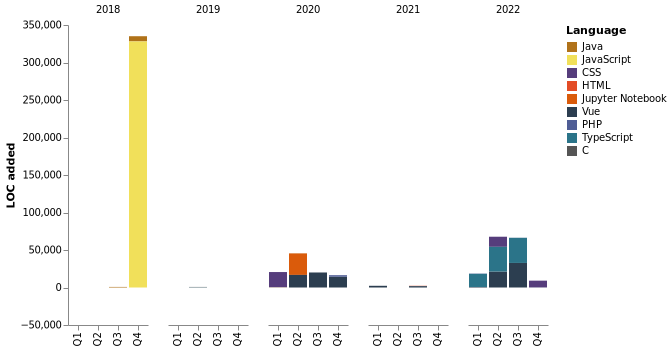 2018 2019 2020 2021 2022
LOC added
350,000
300,000
250,000
200,000
150,000
100,000
50,000
0
−50,000
Q1 Q2 Q3 Q4 Q1 Q2 Q3 Q4 Q1 Q2 Q3 Q4 Q1 Q2 Q3 Q4 Q1 Q2 Q3 Q4
Language
Java
JavaScript
CSS
HTML
Jupyter Notebook
Vue
PHP
TypeScript
C